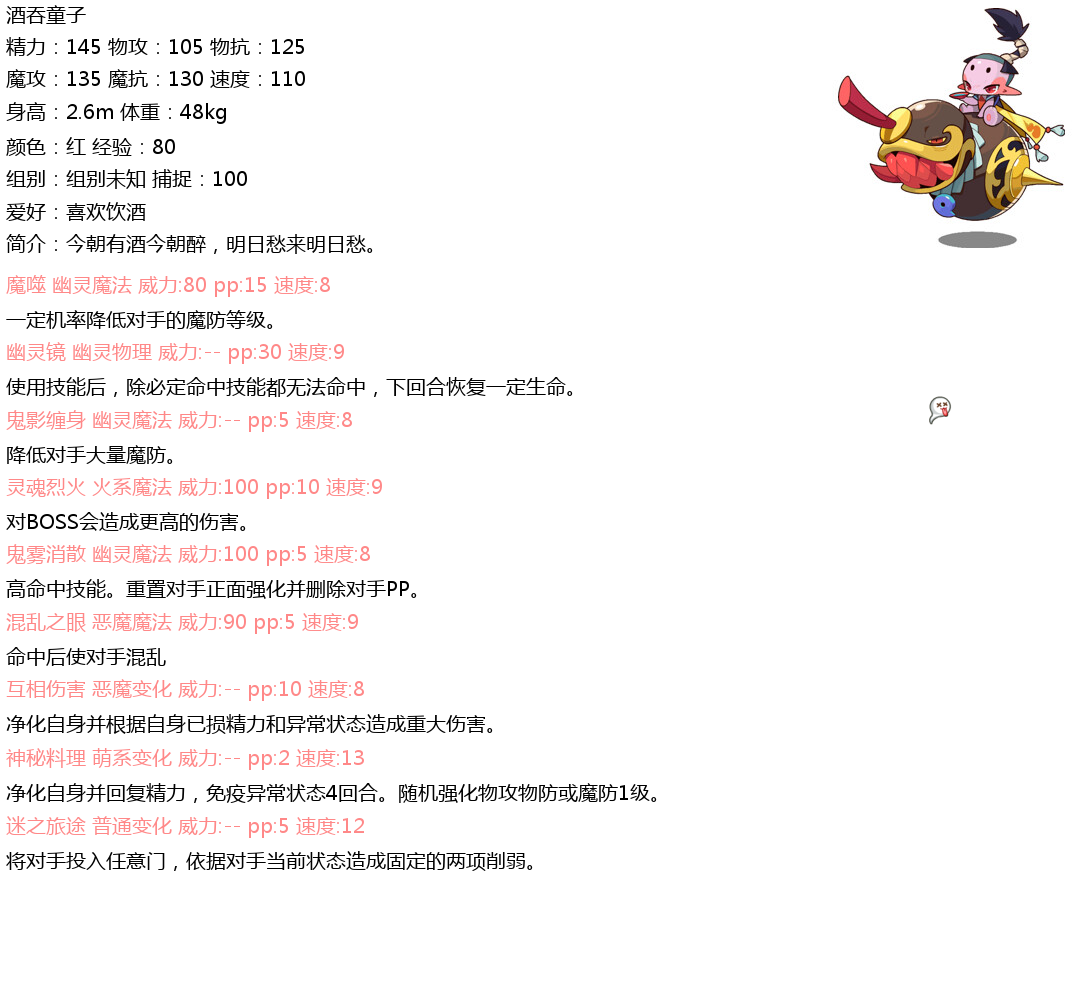 酒吞童子
精力：145 物攻：105 物抗：125
魔攻：135 魔抗：130 速度：110
身高：2.6m 体重：48kg
颜色：红 经验：80
组别：组别未知 捕捉：100
爱好：喜欢饮酒
简介：今朝有酒今朝醉，明日愁来明日愁。
魔噬 幽灵魔法 威力:80 pp:15 速度:8
一定机率降低对手的魔防等级。
幽灵镜 幽灵物理 威力:-- pp:30 速度:9
使用技能后，除必定命中技能都无法命中，下回合恢复一定生命。
鬼影缠身 幽灵魔法 威力:-- pp:5 速度:8
降低对手大量魔防。
灵魂烈火 火系魔法 威力:100 pp:10 速度:9
对BOSS会造成更高的伤害。
鬼雾消散 幽灵魔法 威力:100 pp:5 速度:8
高命中技能。重置对手正面强化并删除对手PP。
混乱之眼 恶魔魔法 威力:90 pp:5 速度:9
命中后使对手混乱
互相伤害 恶魔变化 威力:-- pp:10 速度:8
净化自身并根据自身已损精力和异常状态造成重大伤害。
神秘料理 萌系变化 威力:-- pp:2 速度:13
净化自身并回复精力，免疫异常状态4回合。随机强化物攻物防或魔防1级。
迷之旅途 普通变化 威力:-- pp:5 速度:12
将对手投入任意门，依据对手当前状态造成固定的两项削弱。